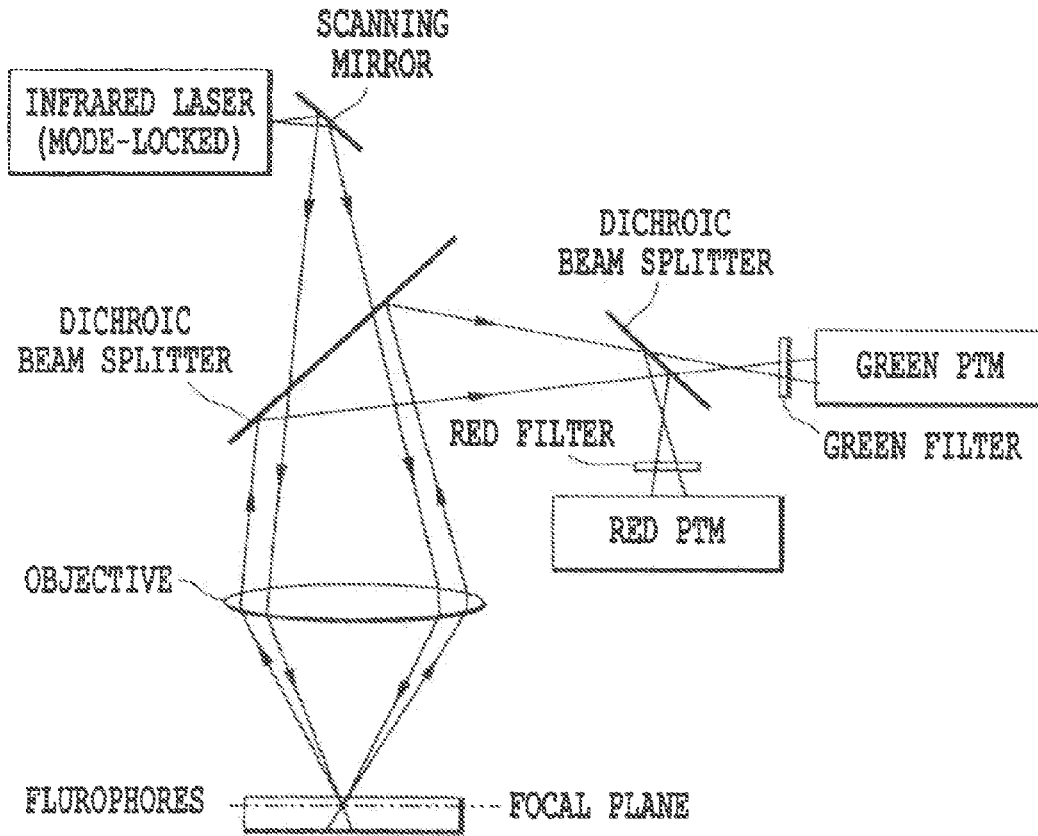 SCANNING
MIRROR
INFRARED LASER
(MODE-LOCKED)
DICHROIC
BEAM SPLITTER
DICHROIC
BEAM SPLITTER
GREEN PTM
RED FILTER
GREEN FILTER
RED PTM
OBJECTIVE
FLUROPHORES
FOCAL PLANE